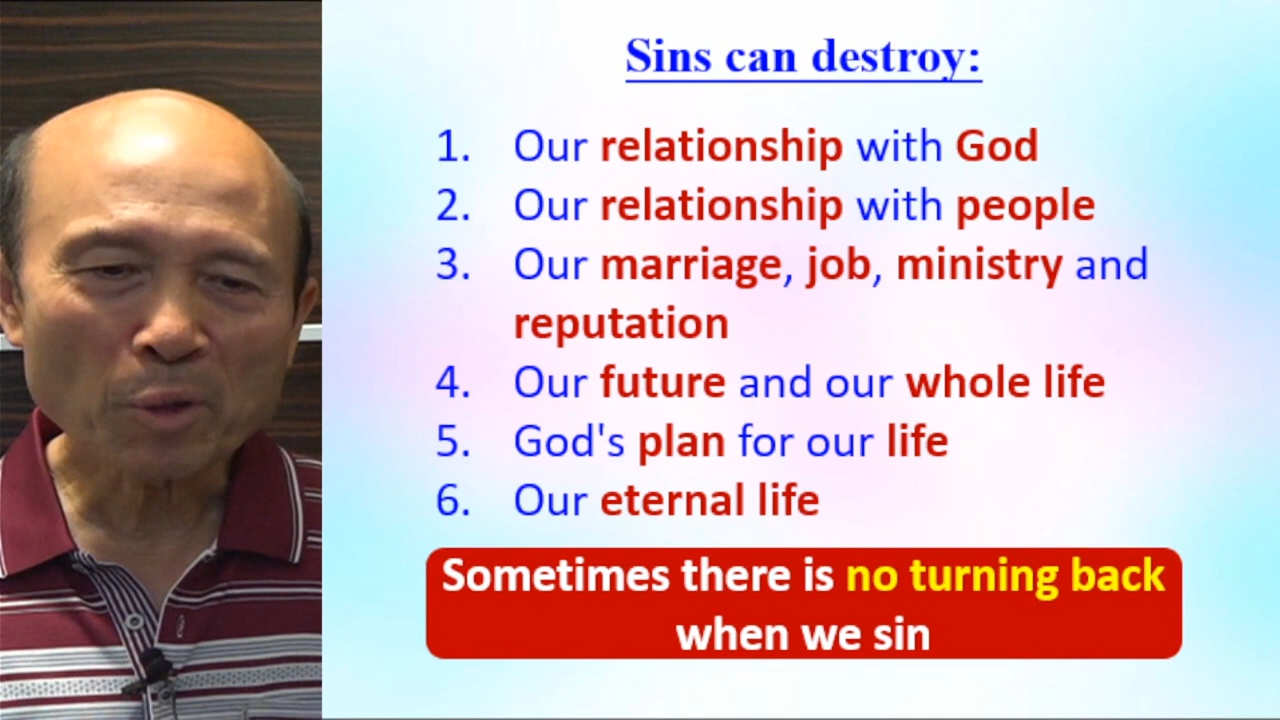 Sins can destroy:
1. Our relationship with God
2. Our relationship with people
3. Our marriage, job, ministry and
reputation
4. Our future and our whole life
5. God's plan for our life
6. Our eternal life
Sometimes there is no turning back
when we sin